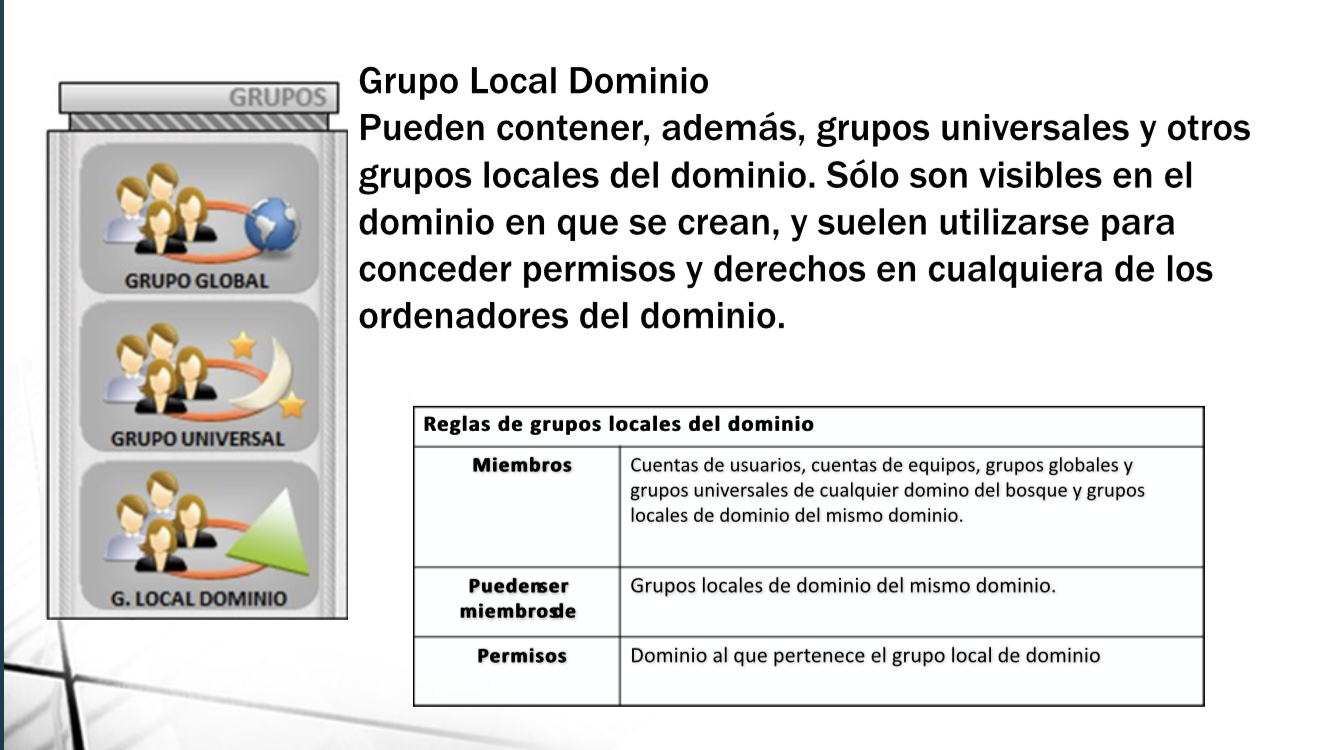 GRUPOS
GRUPO GLOBAL
GRUPO UNIVERSAL
G. LOCAL DOMINIO
Grupo Local Dominio
Pueden contener, además, grupos universales y otros
grupos locales del dominio. Sólo son visibles en el
dominio en que se crean, y suelen utilizarse para
conceder permisos y derechos en cualquiera de los
ordenadores del dominio.
Reglas de grupos locales del dominio
Miembros
Cuentas de usuarios, cuentas de equipos, grupos globales y
grupos universales de cualquier domino del bosque y grupos
locales de dominio del mismo dominio.
Pueden ser
miembros de
Grupos locales de dominio del mismo dominio.
Permisos
Dominio al que pertenece el grupo local de dominio